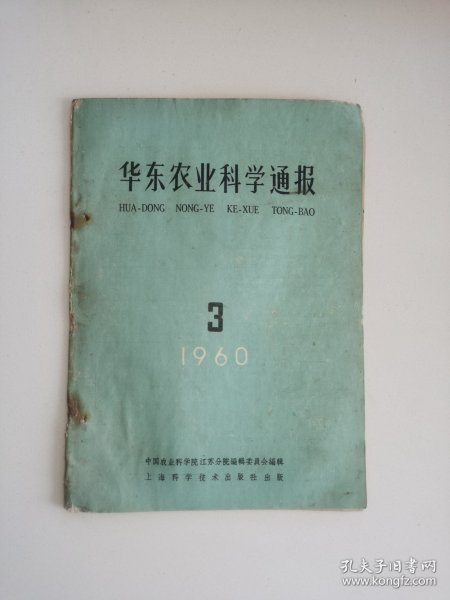 华东农业科学通报
HUA-DONG NONG-YE KE-XUE TONG-BAO
3
1960
中国农业科学院江苏分院编辑委员会编辑
上海科学技术出版社出版
孔夫子旧书网
www.kongfz.com